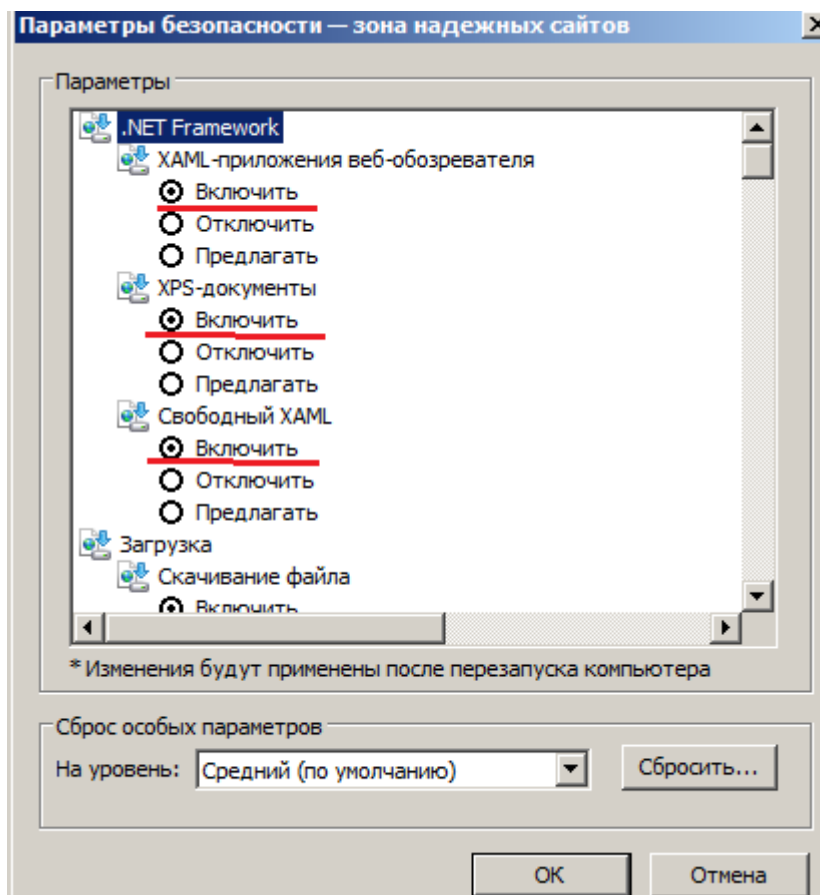 Параметры безопасности — зона надежных сайтов
Параметры
.NET Framework
XAML-приложения веб-обозревателя
Включить
Отключить
Предлагать
XPS-документы
Включить
Отключить
Предлагать
Свободный XAML
Включить
Отключить
Предлагать
Загрузка
Скачивание файла
Включить
* Изменения будут применены после перезапуска компьютера
Сброс особых параметров
На уровень: Средний (по умолчанию) Сбросить...
ОК Отмена